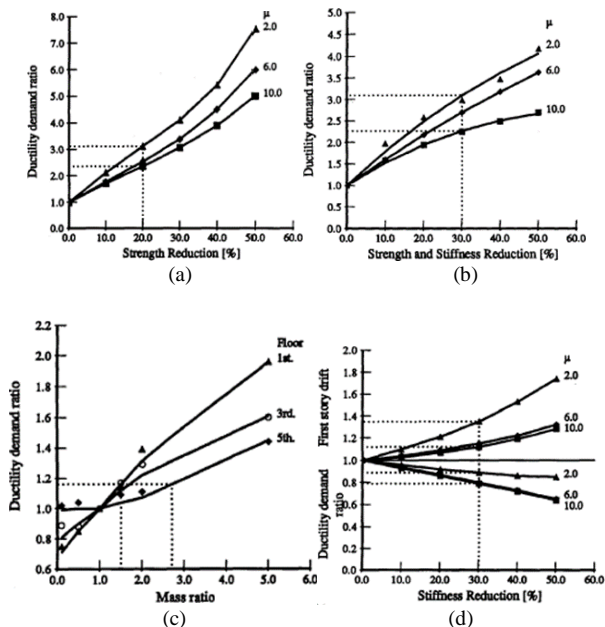 8.0
7.0
6.0
5.0
4.0
3.0
2.0
1.0
0.0
0.0 10.0 20.0 30.0 40.0 50.0 60.0
Ductility demand ratio
Strength Reduction [%]
μ
2.0
6.0
10.0
(a)
5.0
4.5
4.0
3.5
3.0
2.5
2.0
1.5
1.0
0.5
0.0
0.0 10.0 20.0 30.0 40.0 50.0 60.0
Ductility demand ratio
Strength and Stiffness Reduction [%]
μ
2.0
6.0
10.0
(b)
2.2
2.0
1.8
1.6
1.4
1.2
1.0
0.8
0.6
0.0 1.0 2.0 3.0 4.0 5.0 6.0
Ductility demand ratio
Mass ratio
Floor
1st.
3rd.
5th.
(c)
2.0
1.8
1.6
1.4
1.2
1.0
0.8
0.6
0.4
0.2
0.0
0.0 10.0 20.0 30.0 40.0 50.0 60.0
First story drift
Ductility demand
ratio
Stiffness Reduction [%]
μ
2.0
6.0
10.0
2.0
6.0
10.0
(d)